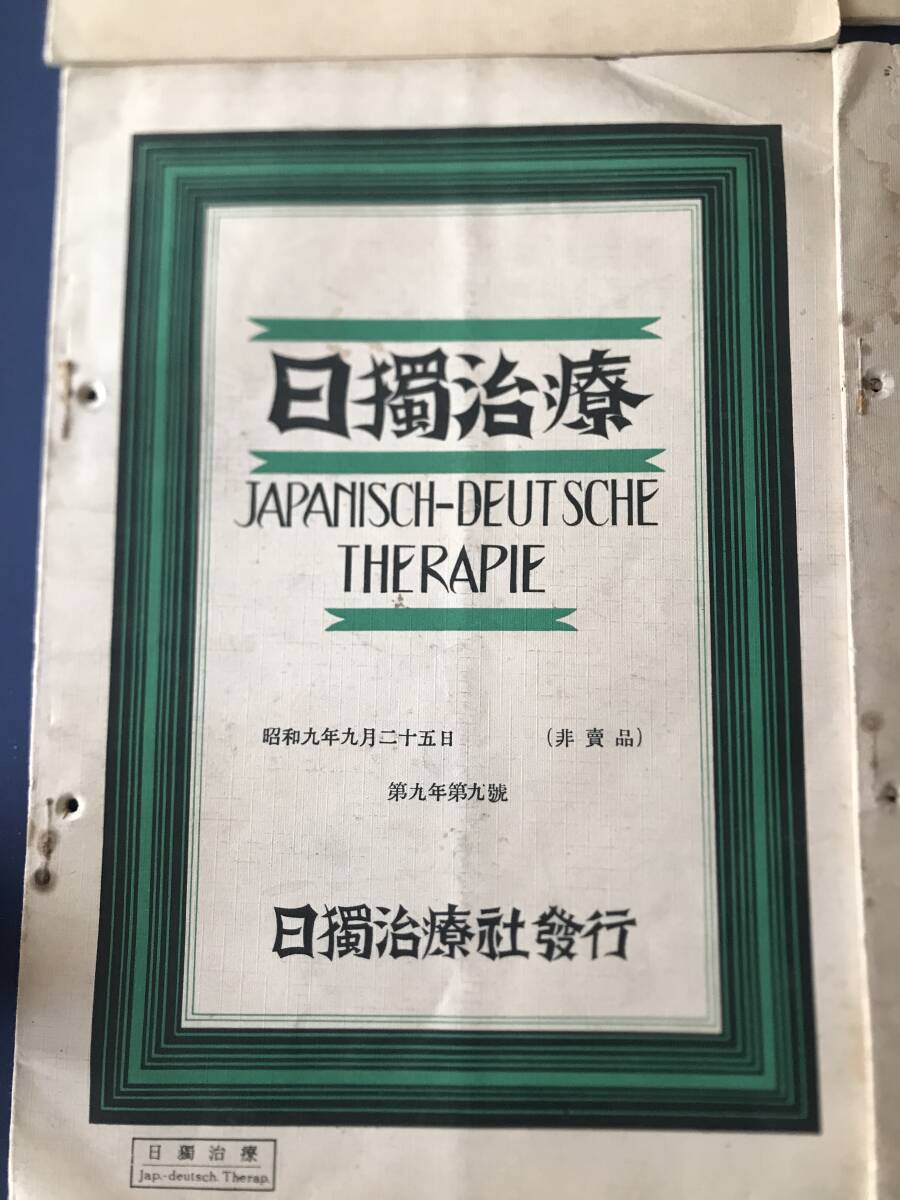 日獨治療
JAPANISCH-DEUTSCHE
THERAPIE
昭和九年九月二十五日 (非賣品)
第九年第九號
日獨治療社發行
日獨治療
Jap.-deutsch. Therap.